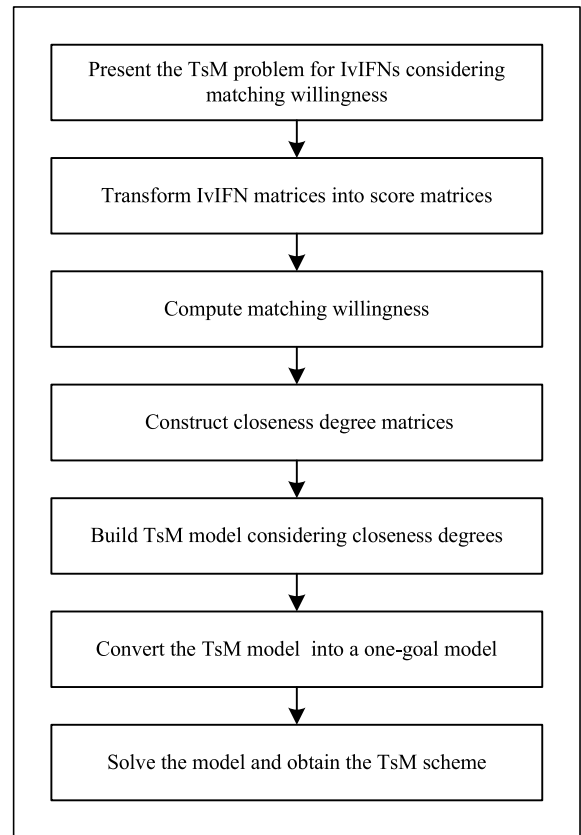 Present the TsM problem for IvIFNs considering
matching willingness
Transform IvIFN matrices into score matrices
Compute matching willingness
Construct closeness degree matrices
Build TsM model considering closeness degrees
Convert the TsM model into a one-goal model
Solve the model and obtain the TsM scheme